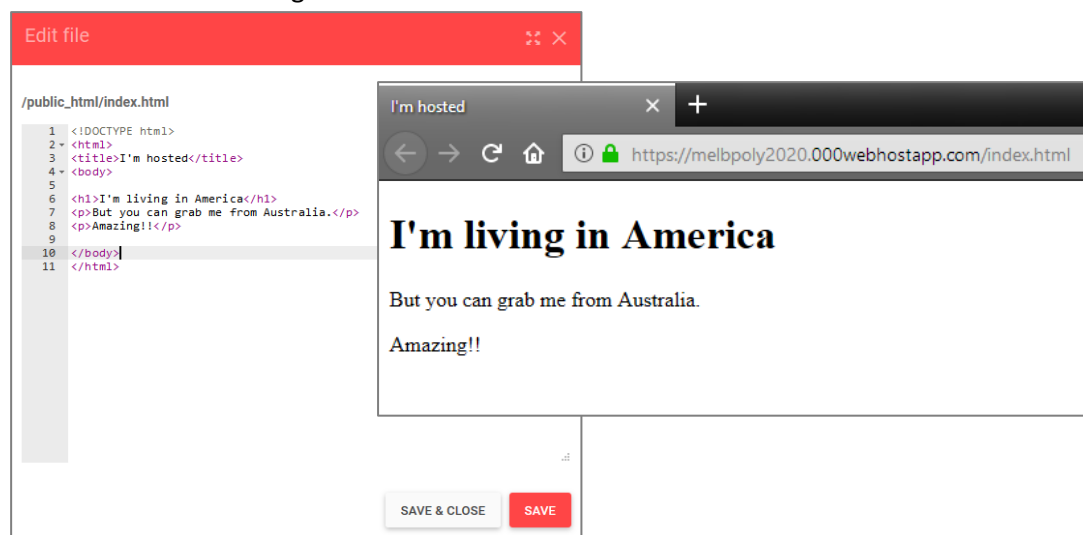 Edit file
/public_html/index.html
1 <!DOCTYPE html>
2 <html>
3 <title>I'm hosted</title>
4 <body>
5
6 <h1>I'm living in America</h1>
7 <p>But you can grab me from Australia.</p>
8 <p>Amazing!!</p>
9
10 </body>
11 </html>
SAVE & CLOSE
SAVE
I'm hosted
https://melbpoly2020.000webhostapp.com/index.html
I'm living in America
But you can grab me from Australia.
Amazing!!